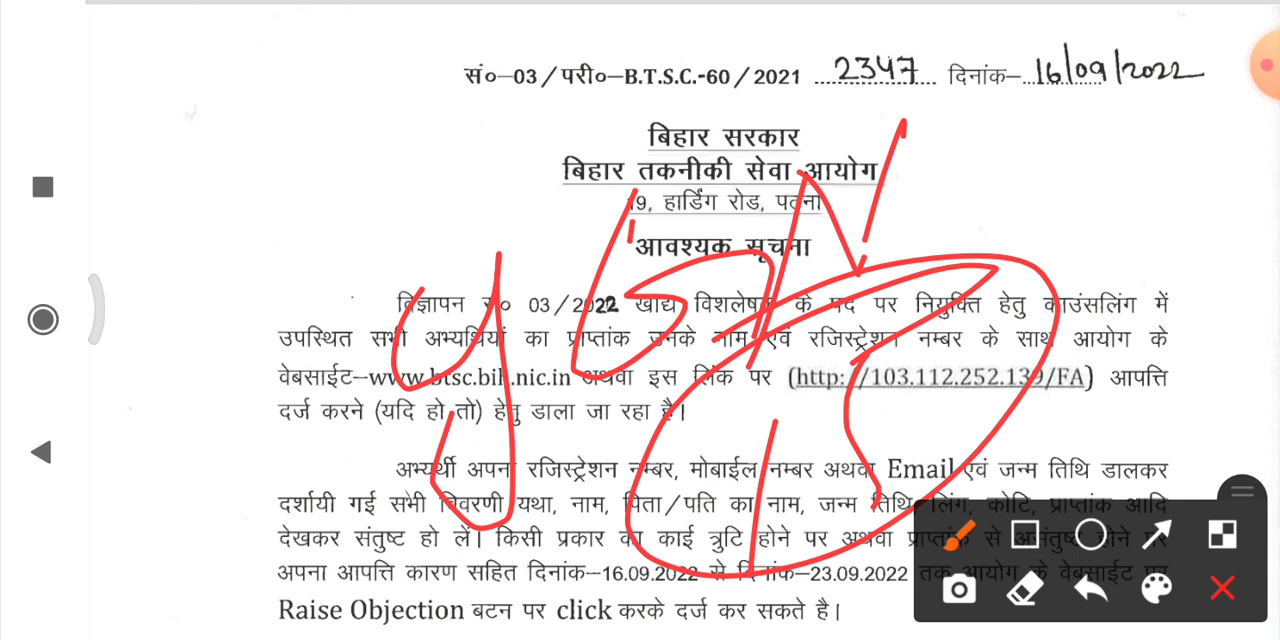 सं०–03/परी०–B.T.S.C.-60/2021 2347 दिनांक–16/09/2022
बिहार सरकार
बिहार तकनीकी सेवा आयोग
19, हार्डिंग रोड, पटना
आवश्यक सूचना
विज्ञापन सं० 03/2022 खाद्य विशलेषक के पद पर नियुक्ति हेतु काउंसलिंग में
उपस्थित सभी अभ्यर्थियों का प्राप्तांक उनके नाम एवं रजिस्ट्रेशन नम्बर के साथ आयोग के
वेबसाईट–www.btsc.bih.nic.in अथवा इस लिंक पर (http://103.112.252.139/FA) आपत्ति
दर्ज करने (यदि हो तो) हेतु डाला जा रहा है।
अभ्यर्थी अपना रजिस्ट्रेशन नम्बर, मोबाईल नम्बर अथवा Email एवं जन्म तिथि डालकर
दर्शायी गई सभी विवरणी यथा, नाम, पिता/पति का नाम, जन्म तिथि, लिंग, कोटि, प्राप्तांक आदि
देखकर संतुष्ट हो लें। किसी प्रकार का काई त्रुटि होने पर अथवा प्राप्तांक से असंतुष्ट होने पर
अपना आपत्ति कारण सहित दिनांक–16.09.2022 से दिनांक–23.09.2022 तक आयोग के वेबसाईट पर
Raise Objection बटन पर click करके दर्ज कर सकते है।